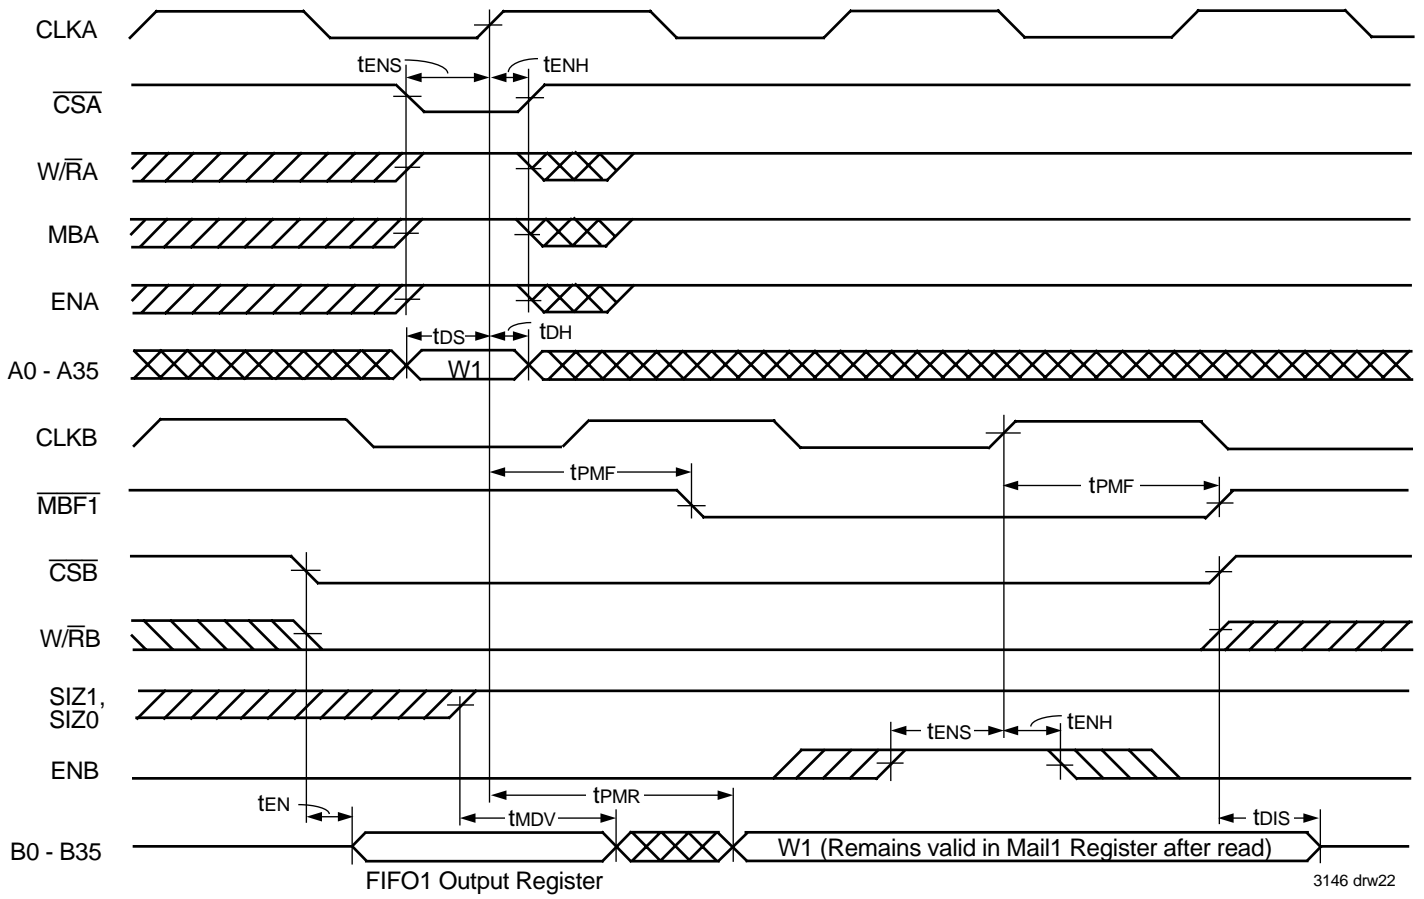 CLKA
tENS
tENH
CSA
W/RA
MBA
ENA
tDS
tDH
A0 - A35
W1
CLKB
tPMF
tPMF
MBF1
CSB
W/RB
SIZ1,
SIZ0
tENS
tENH
ENB
tEN
tPMR
tMDV
tDIS
B0 - B35
W1 (Remains valid in Mail1 Register after read)
FIFO1 Output Register
3146 drw22